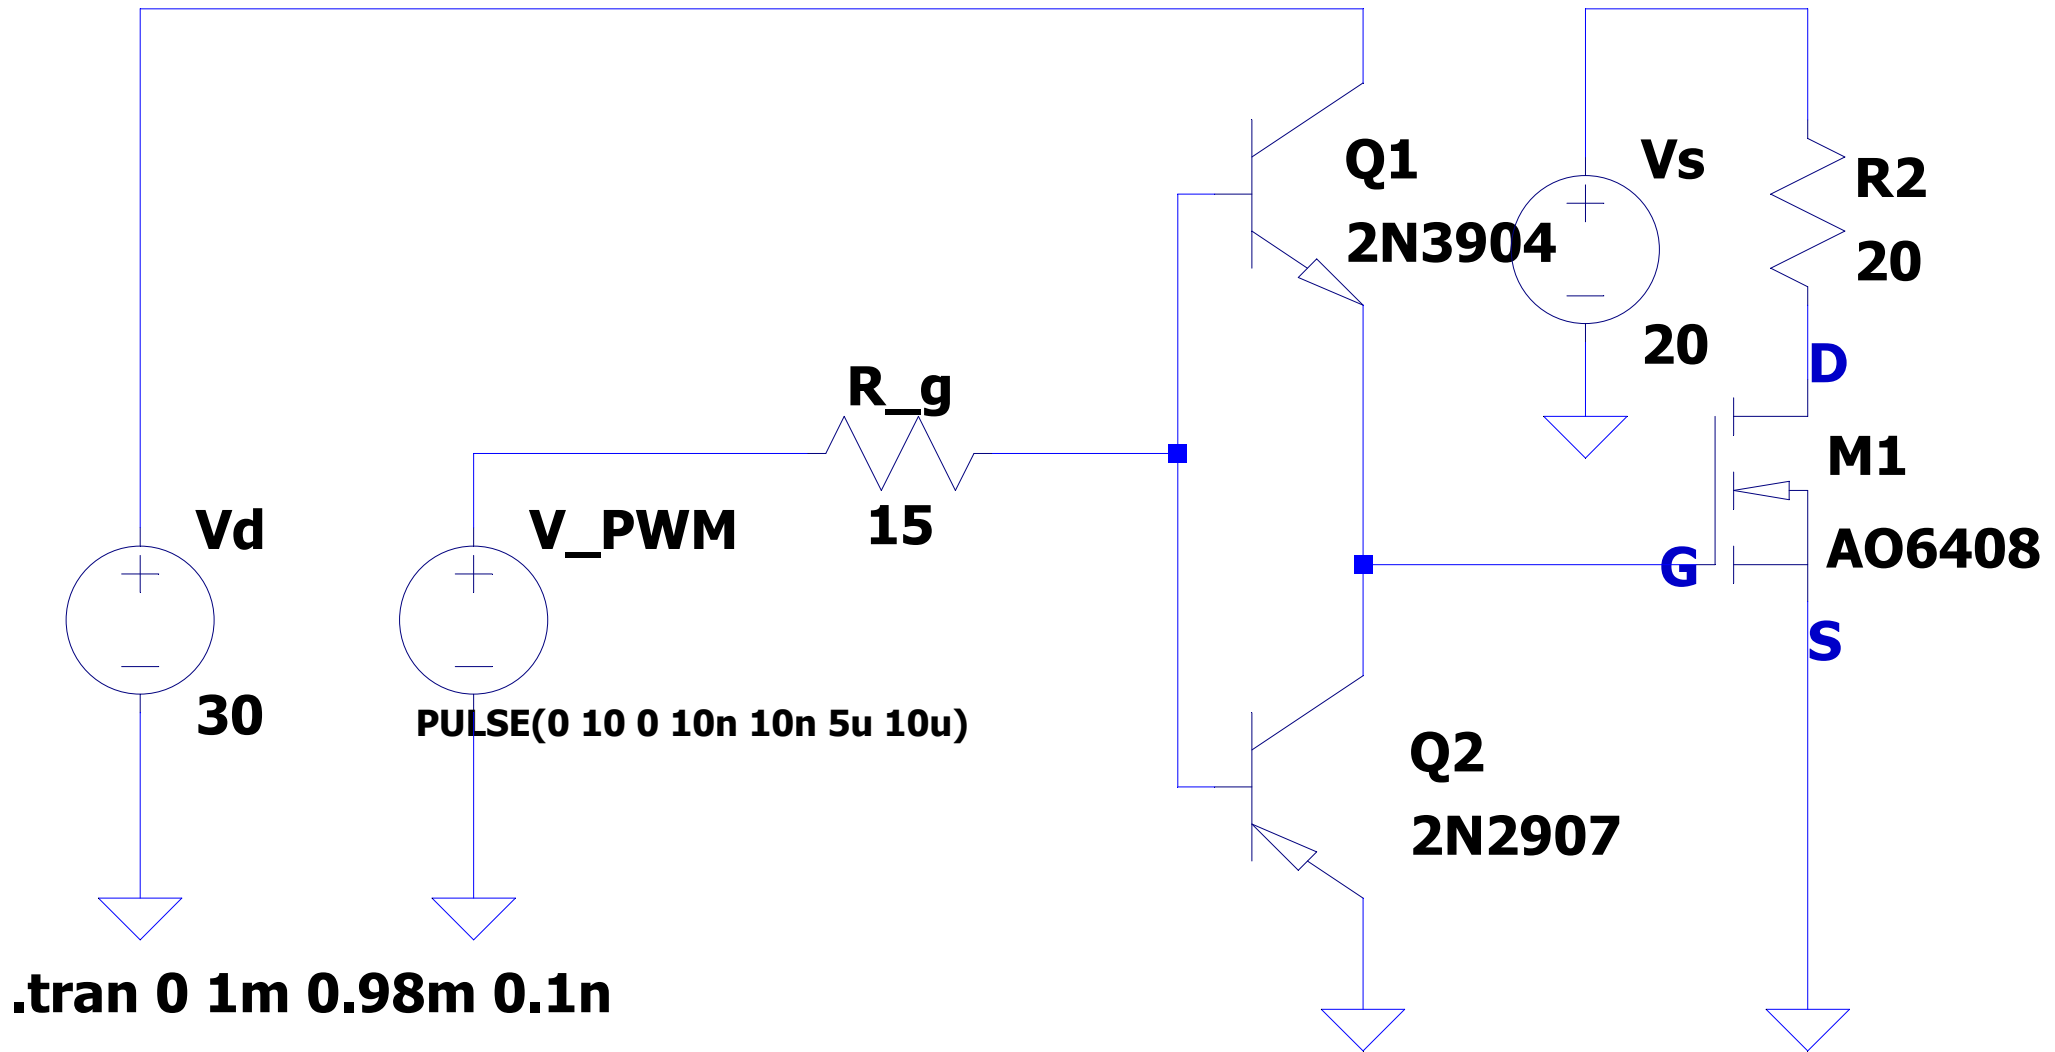 Q1
2N3904
Vs
20
R2
20
D
R_g
15
Vd
30
V_PWM
PULSE(0 10 0 10n 10n 5u 10u)
M1
AO6408
G
S
Q2
2N2907
.tran 0 1m 0.98m 0.1n